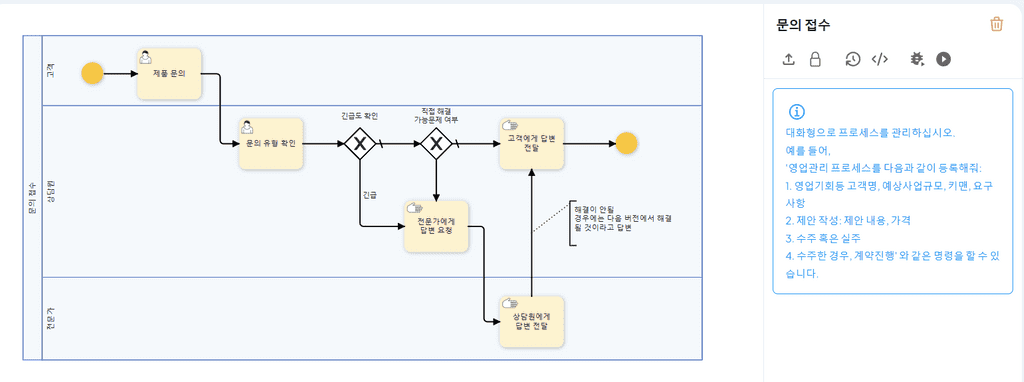 문의 접수
고객
상담원
전문가
제품 문의
문의 유형 확인
긴급도 확인
직접 해결
가능문제 여부
긴급
고객에게 답변
전달
전문가에게
답변 요청
해결이 안될
경우에는 다음 버전에서 해결
될 것이라고 답변
상담원에게
답변 전달
문의 접수
대화형으로 프로세스를 관리하십시오.
예를 들어,
'영업관리 프로세스를 다음과 같이 등록해줘:
1. 영업기회등 고객명, 예상사업규모, 키맨, 요구
사항
2. 제안 작성: 제안 내용, 가격
3. 수주 혹은 실주
4. 수주한 경우, 계약진행' 와 같은 명령을 할 수 있
습니다.